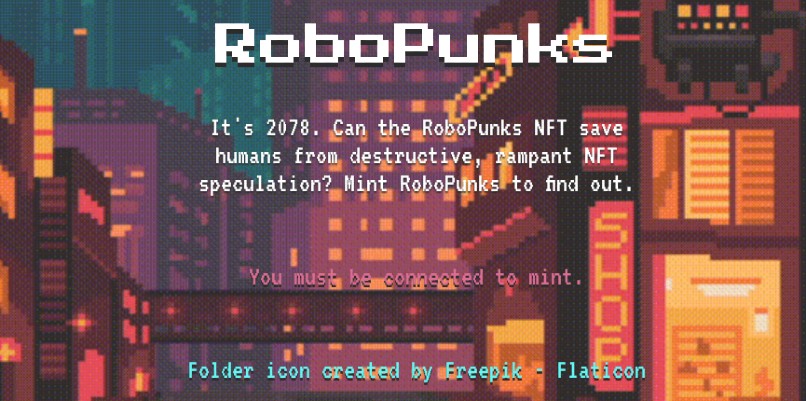 RoboPunks
It's 2078. Can the RoboPunks NFT save
humans from destructive, rampant NFT
speculation? Mint RoboPunks to find out.
SHOP
You must be connected to mint.
Folder icon created by Freepik - Flaticon